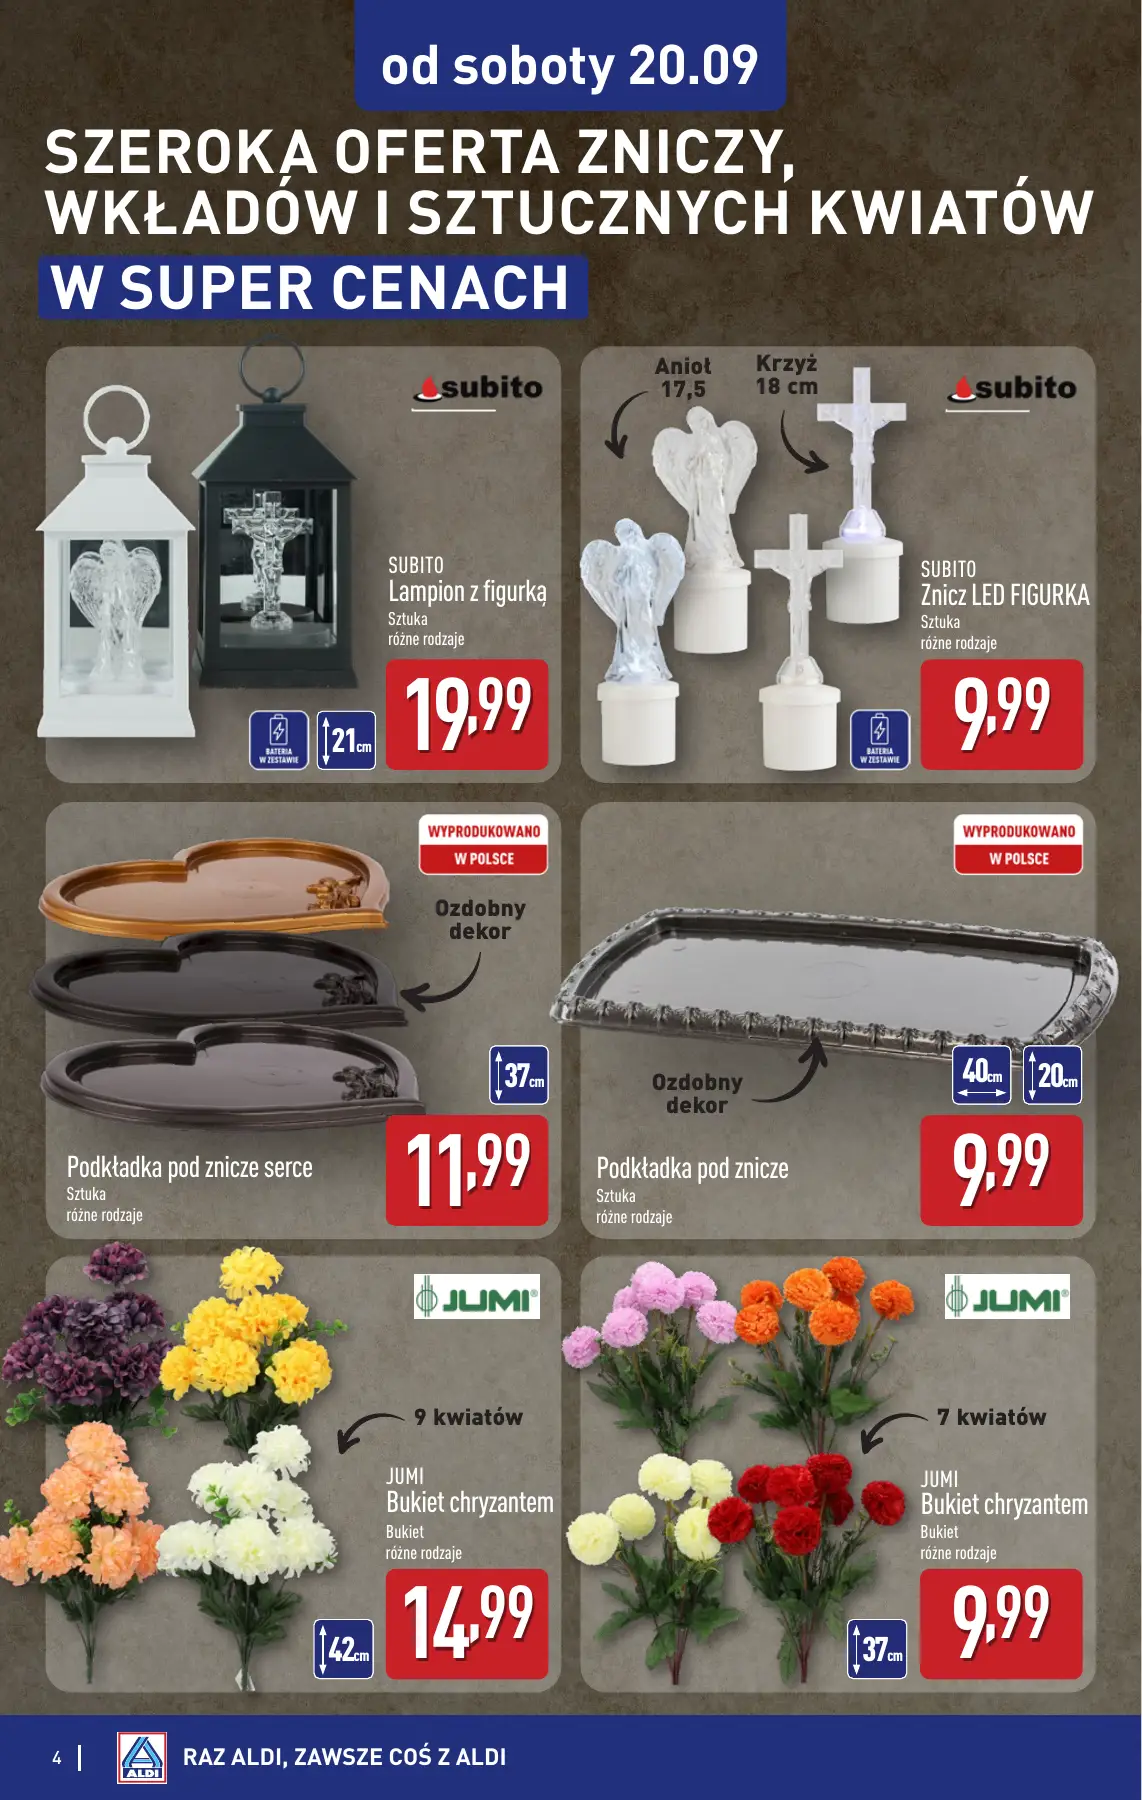 od soboty 20.09
SZEROKA OFERTA ZNICZY,
WKŁADÓW I SZTUCZNYCH KWIATÓW
W SUPER CENACH
subito
SUBITO
Lampion z figurką
Sztuka
różne rodzaje
BATERIA
W ZESTAWIE
21cm
19,99
Anioł
17,5
Krzyż
18 cm
subito
SUBITO
Znicz LED FIGURKA
Sztuka
różne rodzaje
BATERIA
W ZESTAWIE
9,99
WYPRODUKOWANO
W POLSCE
Ozdobny
dekor
37cm
Podkładka pod znicze serce
Sztuka
różne rodzaje
11,99
WYPRODUKOWANO
W POLSCE
Ozdobny
dekor
40cm
20cm
Podkładka pod znicze
Sztuka
różne rodzaje
9,99
JUMI®
9 kwiatów
JUMI
Bukiet chryzantem
Bukiet
różne rodzaje
42cm
14,99
JUMI®
7 kwiatów
JUMI
Bukiet chryzantem
Bukiet
różne rodzaje
37cm
9,99
4 |
ALDI
RAZ ALDI, ZAWSZE COŚ Z ALDI